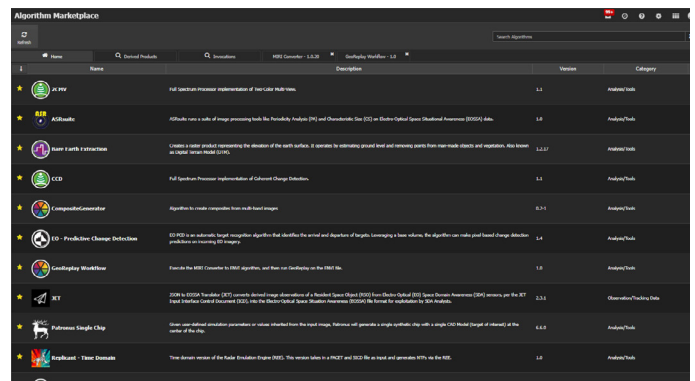 Algorithm Marketplace
99+
Refresh
Search Algorithms
Home
Derived Products
Invocations
MIRI Converter - 1.0.20
GeoReplay Workflow - 1.0
Name
Description
Version
Category
2CMV
Full Spectrum Processor implementation of Two Color Multi-View.
1.1
Analysis/Tools
ASRsuite
ASRsuite runs a suite of image processing tools like Periodicity Analysis (PA) and Characteristic Size (CS) on Electro-Optical Space Situational Awareness (EOSSA) data.
1.0
Analysis/Tools
Bare Earth Extraction
Creates a raster product representing the elevation of the earth surface. It operates by estimating ground level and removing points from man-made objects and vegetation. Also known
as Digital Terrain Model (DTM).
1.2.17
Analysis/Tools
CCD
Full Spectrum Processor implementation of Coherent Change Detection.
1.1
Analysis/Tools
CompositeGenerator
Algorithm to create composites from multi-band images
Analysis/Tools
EO - Predictive Change Detection
EO-PCD is an automatic target recognition algorithm that identifies the arrival and departure of targets. Leveraging a base volume, the algorithm can make pixel based change detection
predictions on incoming EO imagery.
1.4
Analysis/Tools
GeoReplay Workflow
Execute the MIRI Converter to ENVI algorithm, and then run GeoReplay on the ENVI file.
1.0
Analysis/Tools
JET
JSON to EOSSA Translator (JET) converts derived image observations of a Resident Space Object (RSO) from Electro-Optical (EO) Space Domain Awareness (SDA) sensors, per the JET
Input Interface Control Document (ICD), into the Electro-Optical Space Situation Awareness (EOSSA) file format for exploitation by SDA Analysts.
2.3.1
Observation/Tracking Data
Patronus Single Chip
Given user-defined simulation parameters or values inherited from the input image, Patronus will generate a single synthetic chip with a single CAD Model (target of interest) at the
center of the chip.
6.6.0
Analysis/Tools
Replicant - Time Domain
Time domain version of the Radar Emulation Engine (REE). This version takes in a FACET and SICD file as input and generates NTFs via the REE.
1.0
Analysis/Tools